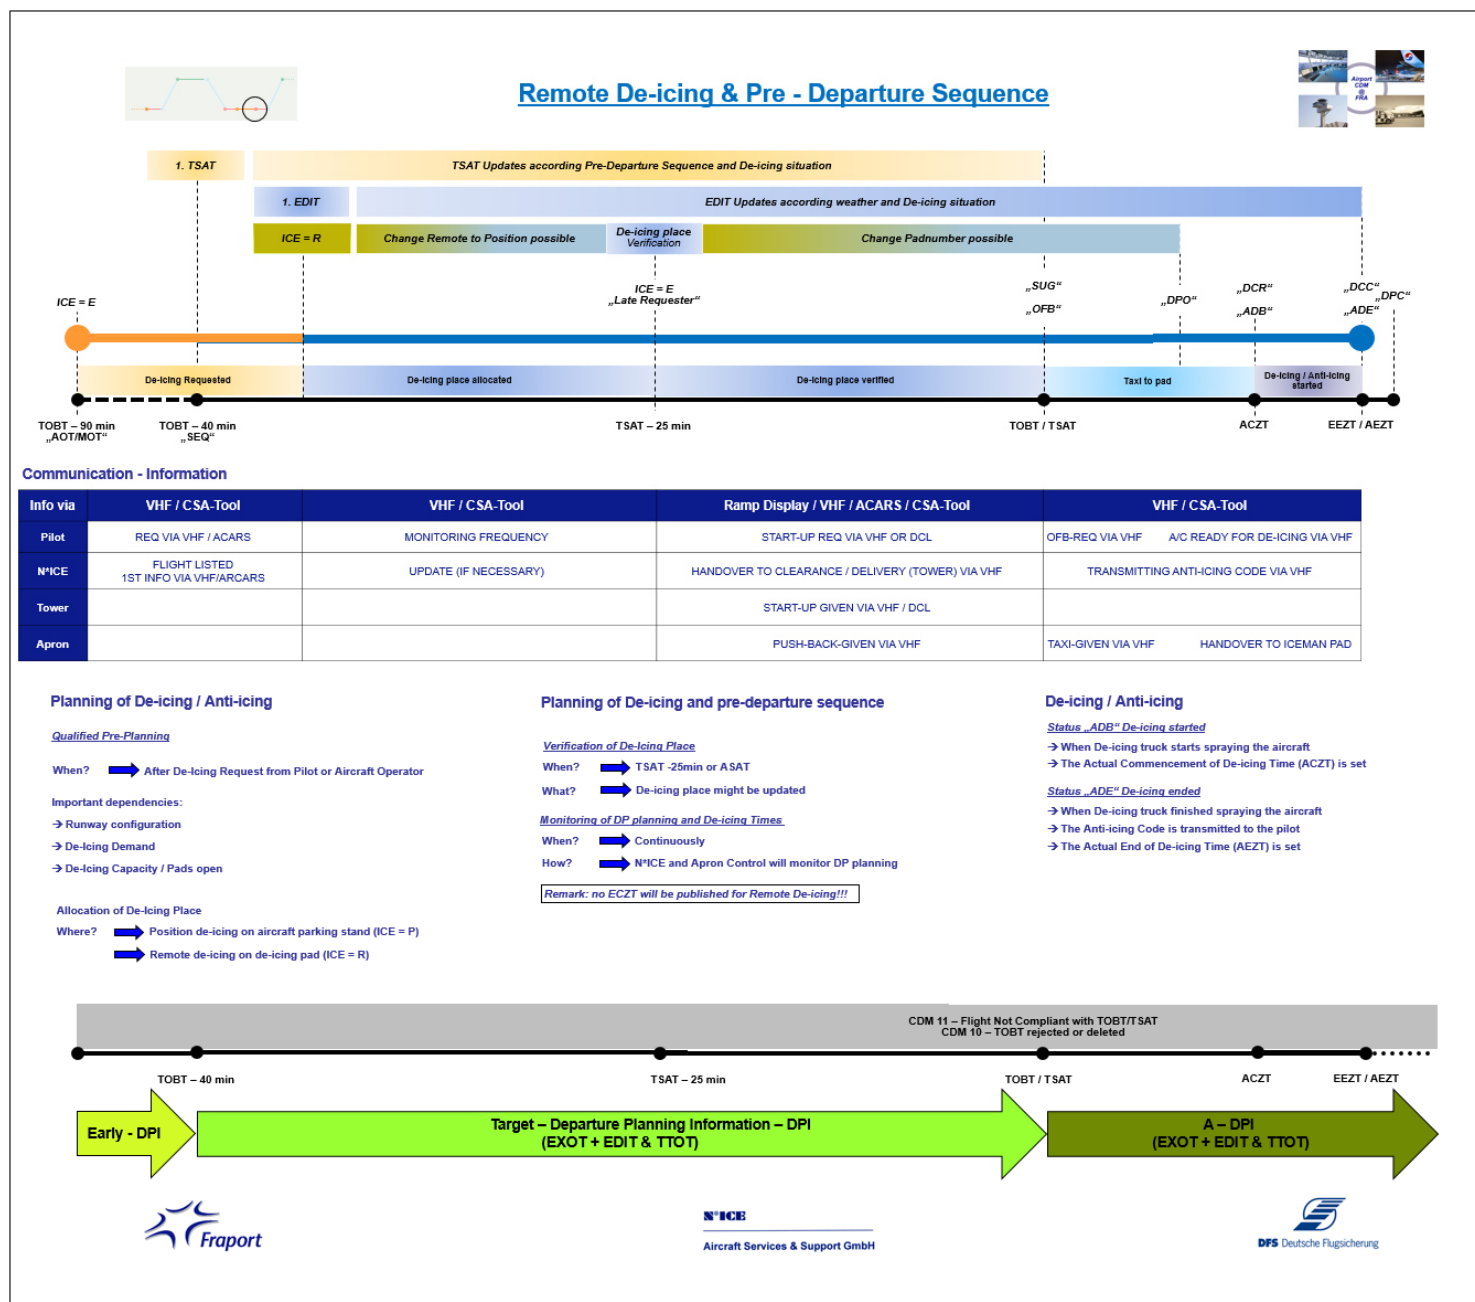 Remote De-icing & Pre - Departure Sequence
Airport
CDM
@
FRA
1. TSAT
TSAT Updates according Pre-Departure Sequence and De-icing situation
1. EDIT
EDIT Updates according weather and De-icing situation
ICE = R
Change Remote to Position possible
De-icing place
Verification
Change Padnumber possible
ICE = E
ICE = E
„Late Requester“
„SUG“
„OFB“
„DPO“
„DCR“
„ADB“
„DCC“
„ADE“
„DPC“
De-Icing Requested
De-Icing place allocated
De-Icing place verified
Taxi to pad
De-Icing / Anti-Icing
started
TOBT – 90 min
„AOT/MOT“
TOBT – 40 min
„SEQ“
TSAT – 25 min
TOBT / TSAT
ACZT
EEZT / AEZT
Communication - Information
Info via VHF / CSA-Tool VHF / CSA-Tool Ramp Display / VHF / ACARS / CSA-Tool VHF / CSA-Tool
Pilot REQ VIA VHF / ACARS MONITORING FREQUENCY START-UP REQ VIA VHF OR DCL OFB-REQ VIA VHF A/C READY FOR DE-ICING VIA VHF
N*ICE FLIGHT LISTED
1ST INFO VIA VHF/ARCARS UPDATE (IF NECESSARY) HANDOVER TO CLEARANCE / DELIVERY (TOWER) VIA VHF TRANSMITTING ANTI-ICING CODE VIA VHF
Tower START-UP GIVEN VIA VHF / DCL
Apron PUSH-BACK-GIVEN VIA VHF TAXI-GIVEN VIA VHF HANDOVER TO ICEMAN PAD
Planning of De-icing / Anti-icing
Qualified Pre-Planning
When? After De-Icing Request from Pilot or Aircraft Operator
Important dependencies:
→ Runway configuration
→ De-Icing Demand
→ De-Icing Capacity / Pads open
Allocation of De-Icing Place
Where? Position de-icing on aircraft parking stand (ICE = P)
Remote de-icing on de-icing pad (ICE = R)
Planning of De-icing and pre-departure sequence
Verification of De-Icing Place
When? TSAT -25min or ASAT
What? De-icing place might be updated
Monitoring of DP planning and De-icing Times
When? Continuously
How? N*ICE and Apron Control will monitor DP planning
Remark: no ECZT will be published for Remote De-icing!!!
De-icing / Anti-icing
Status „ADB“ De-icing started
→ When De-icing truck starts spraying the aircraft
→ The Actual Commencement of De-icing Time (ACZT) is set
Status „ADE“ De-icing ended
→ When De-icing truck finished spraying the aircraft
→ The Anti-icing Code is transmitted to the pilot
→ The Actual End of De-icing Time (AEZT) is set
CDM 11 – Flight Not Compliant with TOBT/TSAT
CDM 10 – TOBT rejected or deleted
TOBT – 40 min
TSAT – 25 min
TOBT / TSAT
ACZT
EEZT / AEZT
Early - DPI
Target – Departure Planning Information – DPI
(EXOT + EDIT & TTOT)
A – DPI
(EXOT + EDIT & TTOT)
Fraport
N*ICE
Aircraft Services & Support GmbH
DFS Deutsche Flugsicherung